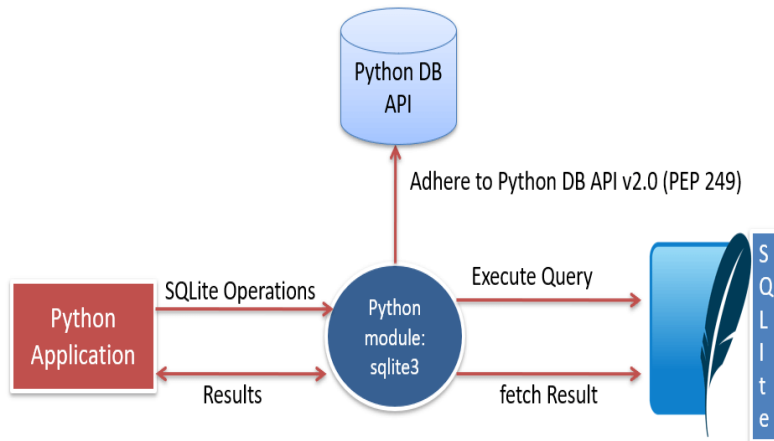 Python DB
API
Adhere to Python DB API v2.0 (PEP 249)
SQLite Operations
Execute Query
Python
Application
Python
module:
sqlite3
Results
fetch Result
S
Q
L
I
t
e